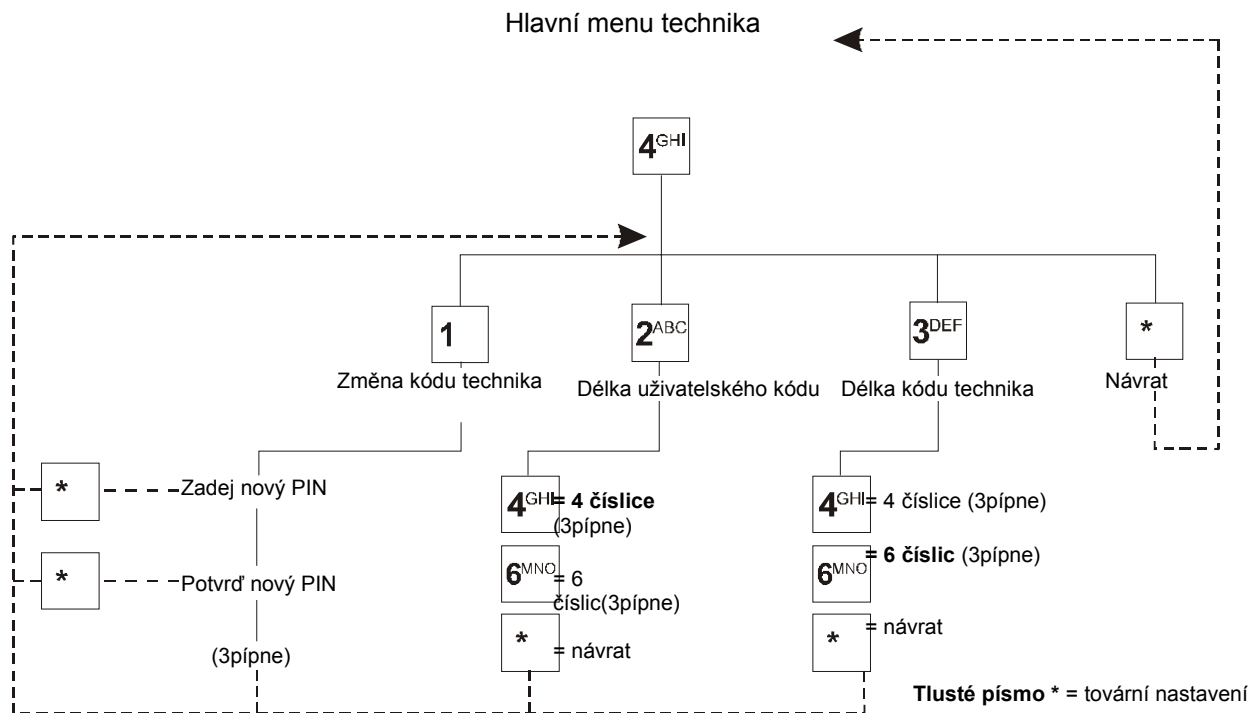 Hlavní menu technika
4GHI
1
2ABC
3DEF
*
Změna kódu technika
Délka uživatelského kódu
Délka kódu technika
Návrat
*
Zadej nový PIN
*
Potvrď nový PIN
(3pípne)
4GHI= 4 číslice
(3pípne)
6MNO= 6
číslic(3pípne)
*
= návrat
4GHI= 4 číslice (3pípne)
6MNO
= 6 číslic (3pípne)
*
= návrat
Tlusté písmo * = tovární nastavení